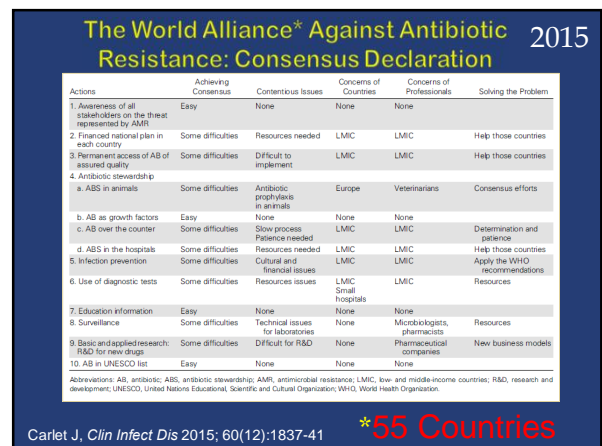 The World Alliance* Against Antibiotic 2015
Resistance: Consensus Declaration
Actions Achieving Consensus Contentious Issues Concerns of Countries Concerns of Professionals Solving the Problem
1. Awareness of all stakeholders on the threat represented by AMR Easy None None None
2. Financed national plan in each country Some difficulties Resources needed LMIC LMIC Help those countries
3. Permanent access of AB of assured quality Some difficulties Difficult to implement LMIC LMIC Help those countries
4. Antibiotic stewardship
a. ABS in animals Some difficulties Antibiotic prophylaxis in animals Europe Veterinarians Consensus efforts
b. AB as growth factors Easy None None None
c. AB over the counter Some difficulties Slow process Patience needed LMIC LMIC Determination and patience
d. ABS in the hospitals Some difficulties Resources needed LMIC LMIC Help those countries
5. Infection prevention Some difficulties Cultural and financial issues LMIC LMIC Apply the WHO recommendations
6. Use of diagnostic tests Some difficulties Resources issues LMIC Small hospitals LMIC Resources
7. Education information Easy None None None
8. Surveillance Some difficulties Technical issues for laboratories None Microbiologists, pharmacists Resources
9. Basic and applied research: R&D for new drugs Some difficulties Difficult for R&D None Pharmaceutical companies New business models
10. AB in UNESCO list Easy None None None
Abbreviations: AB, antibiotic; ABS, antibiotic stewardship; AMR, antimicrobial resistance; LMIC, low- and middle-income countries; R&D, research and
development; UNESCO, United Nations Educational, Scientific and Cultural Organization; WHO, World Health Organization.
Carlet J, Clin Infect Dis 2015; 60(12):1837-41 *55 Countries